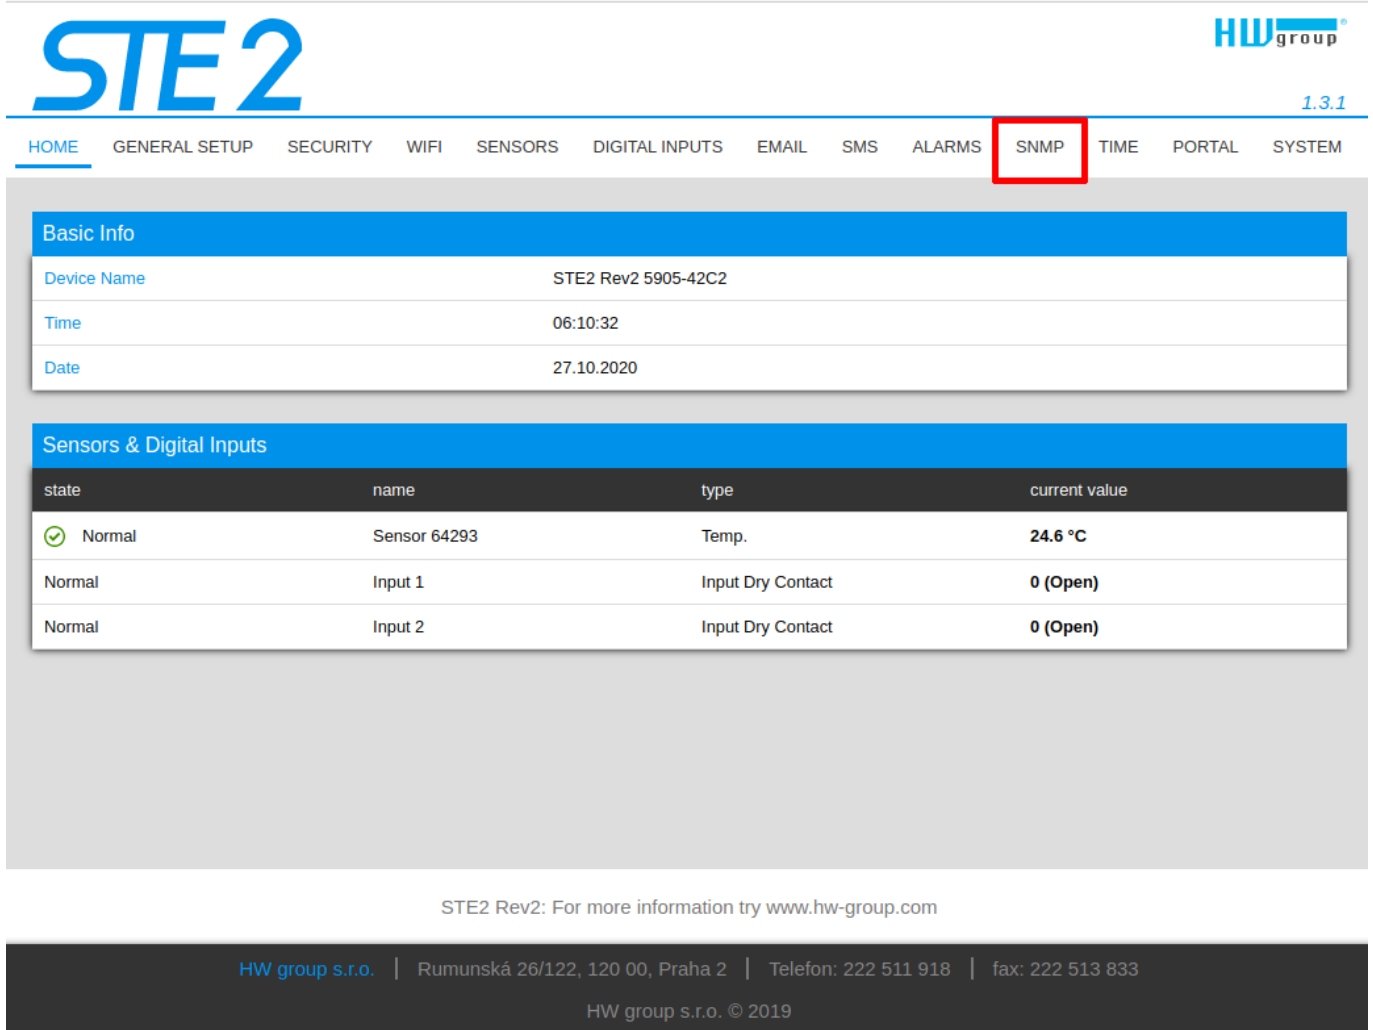 STE2
HW group
1.3.1
HOME GENERAL SETUP SECURITY WIFI SENSORS DIGITAL INPUTS EMAIL SMS ALARMS SNMP TIME PORTAL SYSTEM
Basic Info
Device Name STE2 Rev2 5905-42C2
Time 06:10:32
Date 27.10.2020
Sensors & Digital Inputs
state name type current value
Normal Sensor 64293 Temp. 24.6 °C
Normal Input 1 Input Dry Contact 0 (Open)
Normal Input 2 Input Dry Contact 0 (Open)
STE2 Rev2: For more information try www.hw-group.com
HW group s.r.o. | Rumunská 26/122, 120 00, Praha 2 | Telefon: 222 511 918 | fax: 222 513 833
HW group s.r.o. © 2019